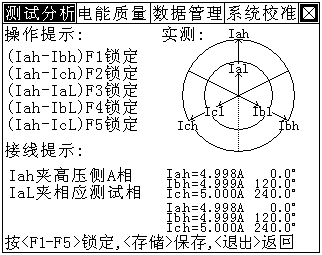 测试分析 电能质量 数据管理 系统校准
操作提示:
实测:
(Iah-Ibh)F1锁定
(Iah-Ich)F2锁定
(Iah-IaL)F3锁定
(Iah-IbL)F4锁定
(Iah-IcL)F5锁定
Iah
Ial
Icl
Ibl
Ich
Ibh
接线提示:
Iah夹高压侧A相
IaL夹相应测试相
Iah=4.998A 0.0°
Ibh=4.999A 120.0°
Ich=5.000A 240.0°
Iah=4.998A 0.0°
Ibh=4.999A 120.0°
Ich=5.000A 240.0°
按<F1-F5>锁定,<存储>保存,<退出>返回